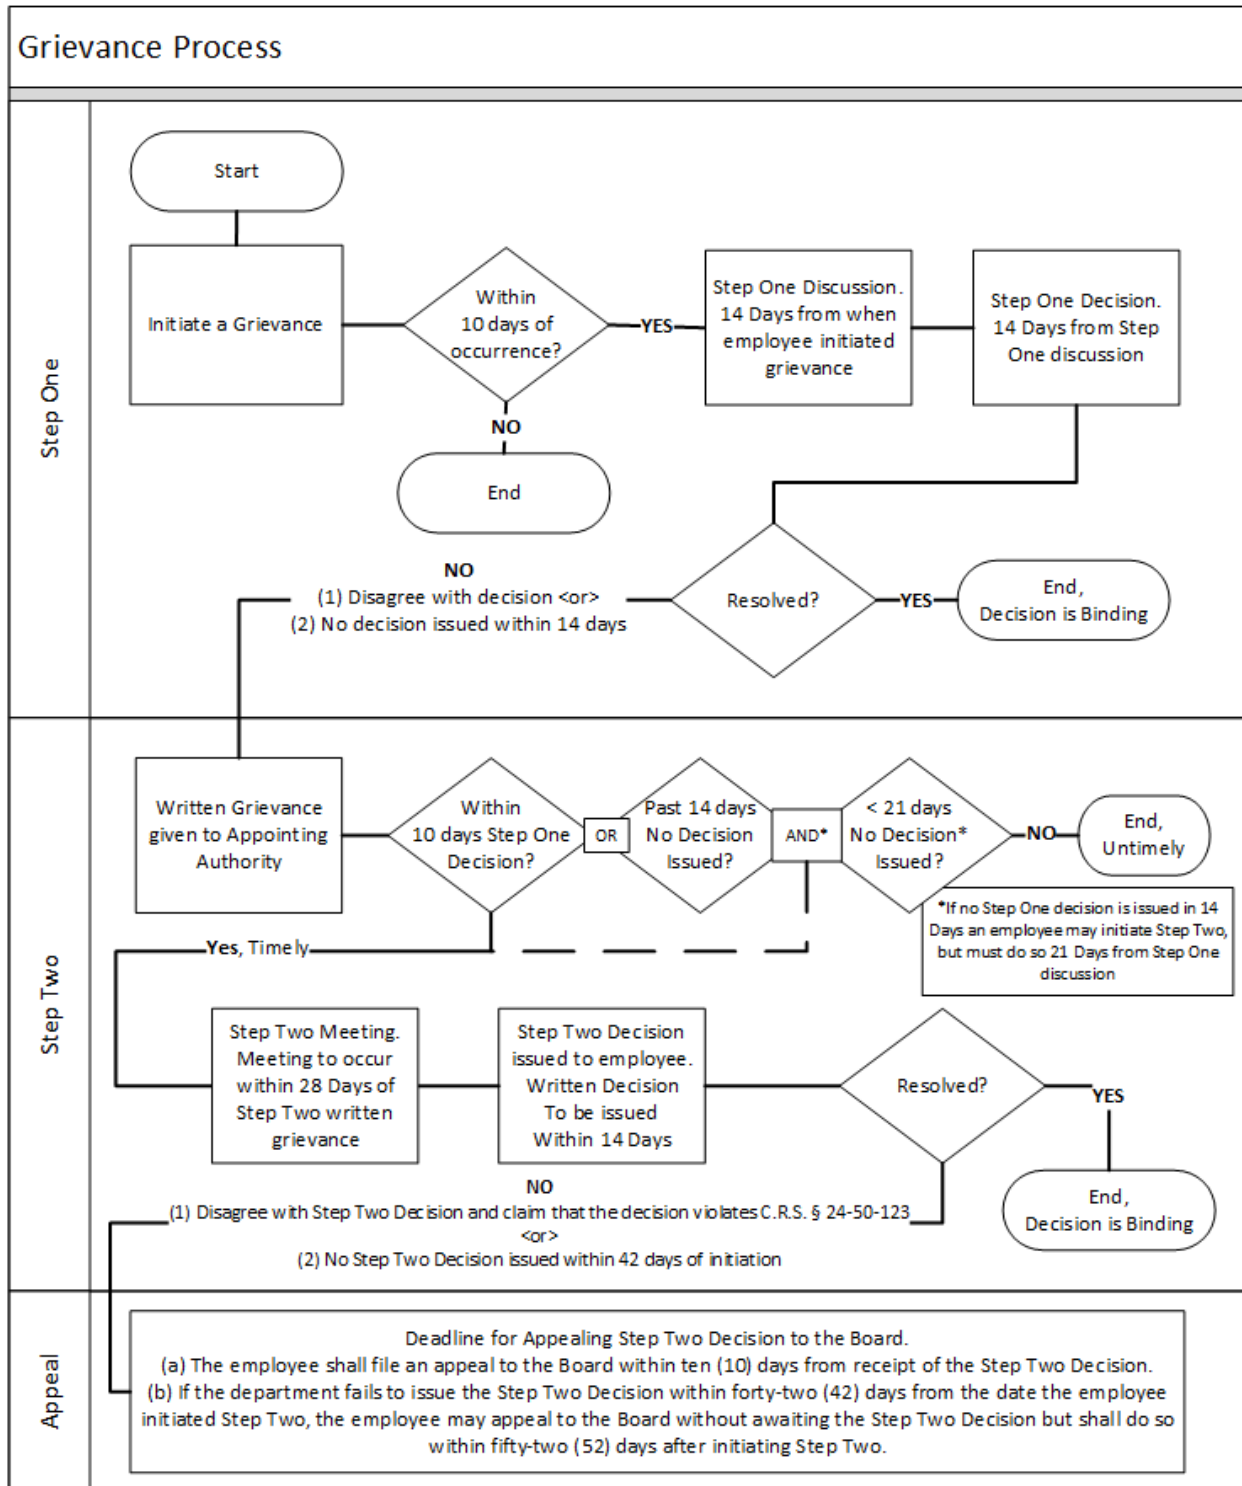 Grievance Process
Step One
Start
Initiate a Grievance
Within
10 days of
occurrence?
YES
Step One Discussion.
14 Days from when
employee initiated
grievance
Step One Decision.
14 Days from Step
One discussion
NO
End
Resolved?
YES
End,
Decision is Binding
NO
(1) Disagree with decision <or>
(2) No decision issued within 14 days
Step Two
Written Grievance
given to Appointing
Authority
Within
10 days Step One
Decision?
OR
Past 14 days
No Decision
Issued?
AND*
< 21 days
No Decision*
Issued?
NO
End,
Untimely
*If no Step One decision is issued in 14
Days an employee may initiate Step Two,
but must do so 21 Days from Step One
discussion
Yes, Timely
Step Two Meeting.
Meeting to occur
within 28 Days of
Step Two written
grievance
Step Two Decision
issued to employee.
Written Decision
To be issued
Within 14 Days
Resolved?
YES
End,
Decision is Binding
NO
(1) Disagree with Step Two Decision and claim that the decision violates C.R.S. § 24-50-123
<or>
(2) No Step Two Decision issued within 42 days of initiation
Appeal
Deadline for Appealing Step Two Decision to the Board.
(a) The employee shall file an appeal to the Board within ten (10) days from receipt of the Step Two Decision.
(b) If the department fails to issue the Step Two Decision within forty-two (42) days from the date the employee
initiated Step Two, the employee may appeal to the Board without awaiting the Step Two Decision but shall do so
within fifty-two (52) days after initiating Step Two.